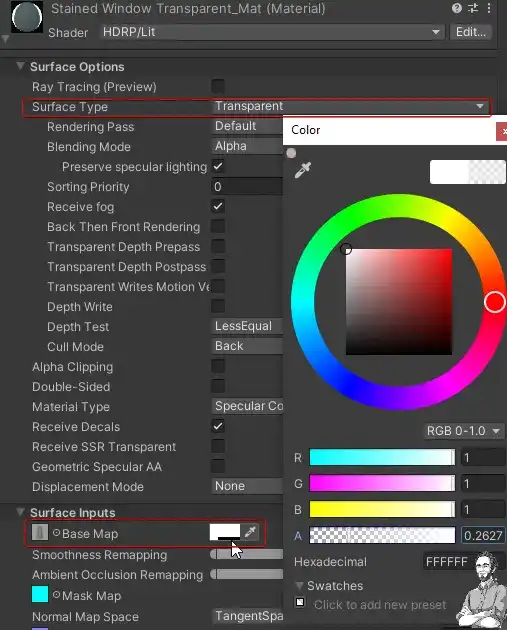 Stained Window Transparent_Mat (Material)
Shader HDRP/Lit Edit...
Surface Options
Ray Tracing (Preview)
Surface Type Transparent
Rendering Pass Default
Color
Blending Mode Alpha
Preserve specular lighting
Sorting Priority 0
Receive fog
Back Then Front Rendering
Transparent Depth Prepass
Transparent Depth Postpass
Transparent Writes Motion Ve
Depth Write
Depth Test LessEqual
Cull Mode Back
Alpha Clipping
Double-Sided
Material Type Specular Co
Receive Decals
RGB 0-1.0
Receive SSR Transparent
R 1
Geometric Specular AA
Displacement Mode None
G 1
Surface Inputs
B 1
Base Map
A 0.2627
Smoothness Remapping
Hexadecimal FFFFFF
Ambient Occlusion Remapping
Swatches
Mask Map
Click to add new preset
Normal Map Space TangentSpa